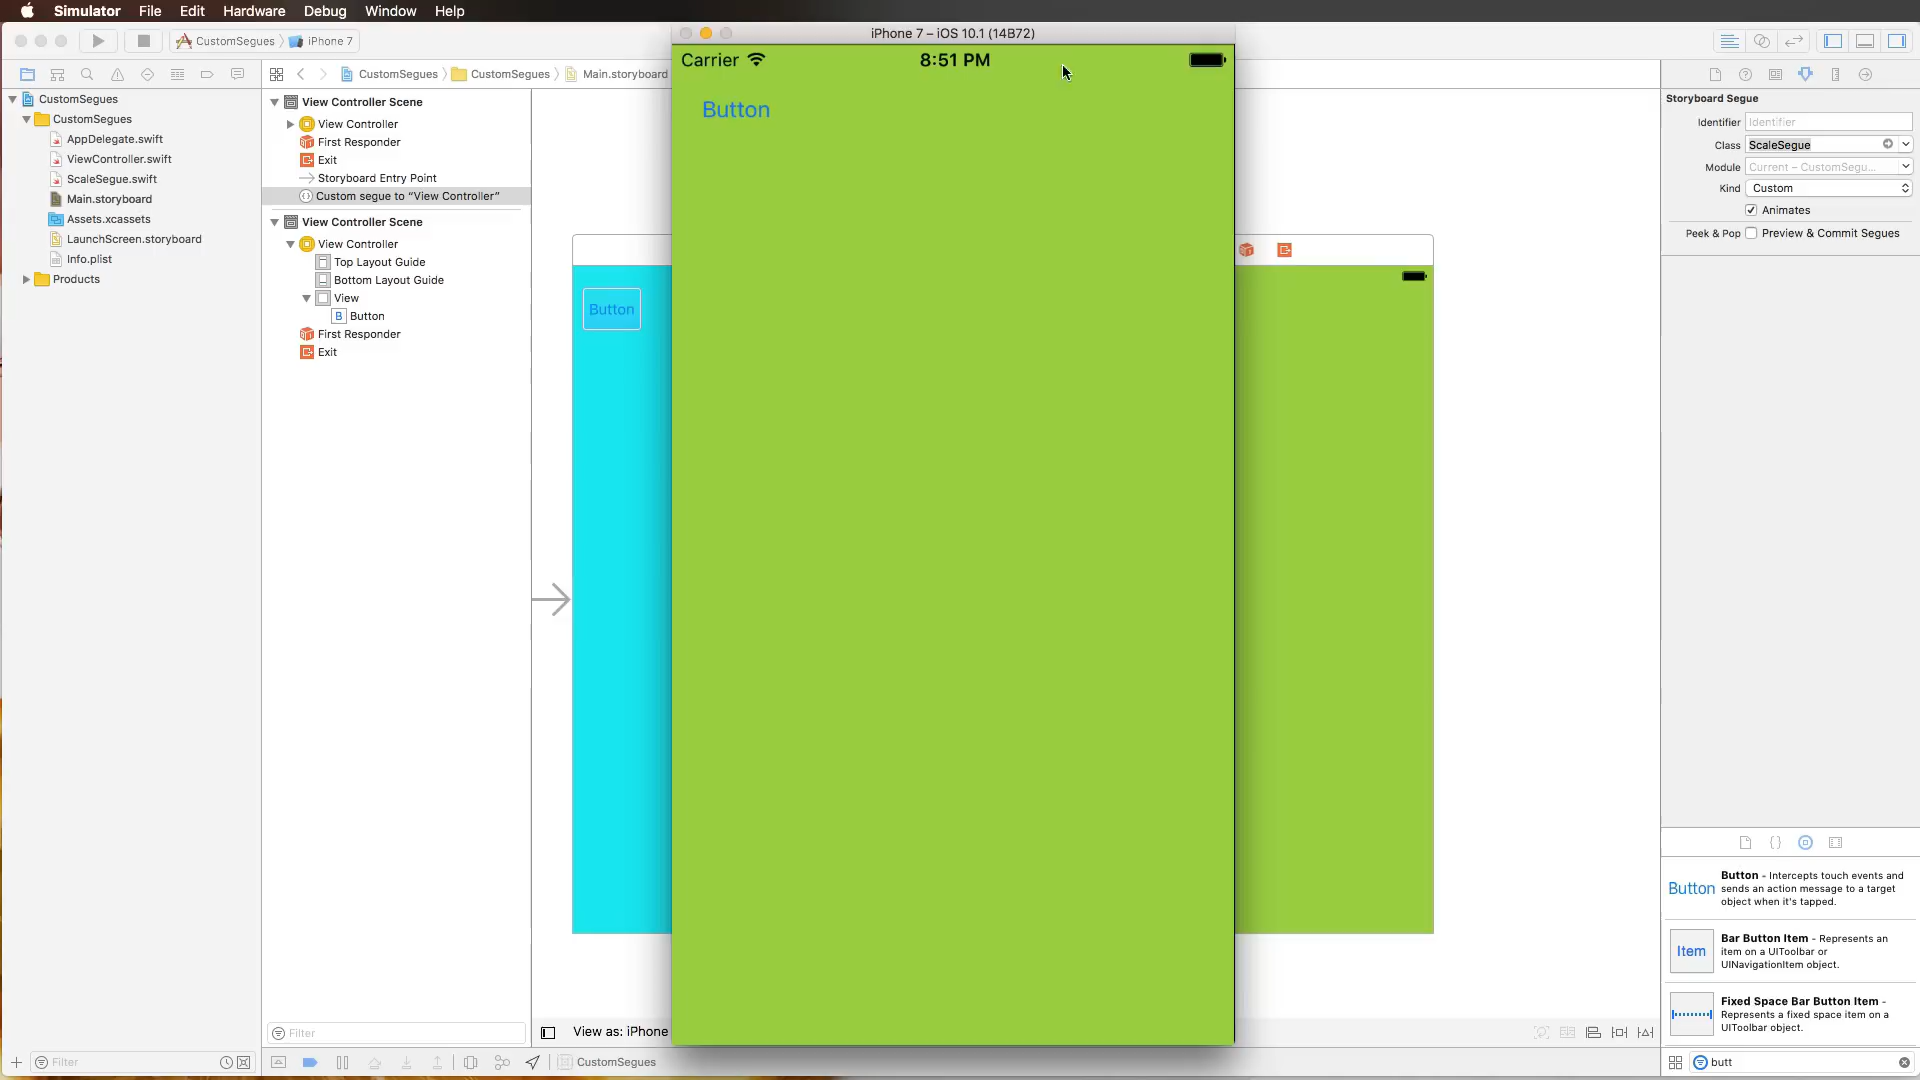 Simulator File Edit Hardware Debug Window Help
iPhone 7 – iOS 10.1 (14B72)
CustomSegues iPhone 7
CustomSegues CustomSegues Main.storyboard
CustomSegues
CustomSegues
AppDelegate.swift
ViewController.swift
ScaleSegue.swift
Main.storyboard
Assets.xcassets
LaunchScreen.storyboard
Info.plist
Products
Filter
View Controller Scene
View Controller
First Responder
Exit
Storyboard Entry Point
Custom segue to “View Controller”
View Controller Scene
View Controller
Top Layout Guide
Bottom Layout Guide
View
B Button
First Responder
Exit
Filter
Button
View as: iPhone
CustomSegues
Carrier 8:51 PM
Button
Storyboard Segue
Identifier Identifier
Class ScaleSegue
Module Current – CustomSegu...
Kind Custom
Animates
Peek & Pop Preview & Commit Segues
Button
Button - Intercepts touch events and
sends an action message to a target
object when it's tapped.
Item
Bar Button Item - Represents an
item on a UIToolbar or
UINavigationItem object.
Fixed Space Bar Button Item -
Represents a fixed space item on a
UIToolbar object.
butt